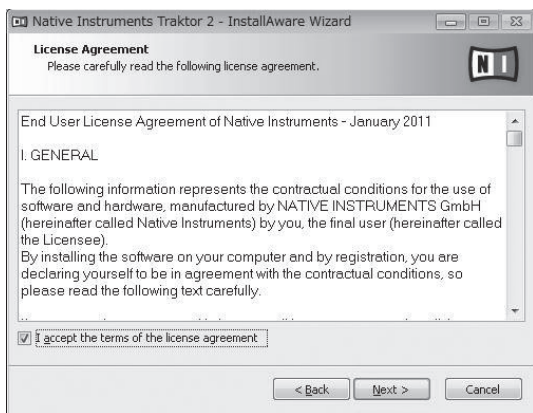 Native Instruments Traktor 2 - InstallAware Wizard
License Agreement
Please carefully read the following license agreement.
NI
End User License Agreement of Native Instruments - January 2011
I. GENERAL
The following information represents the contractual conditions for the use of
software and hardware, manufactured by NATIVE INSTRUMENTS GmbH
(hereinafter called Native Instruments) by you, the final user (hereinafter called
the Licensee).
By installing the software on your computer and by registration, you are
declaring yourself to be in agreement with the contractual conditions, so
please read the following text carefully.
I accept the terms of the license agreement
< Back
Next >
Cancel